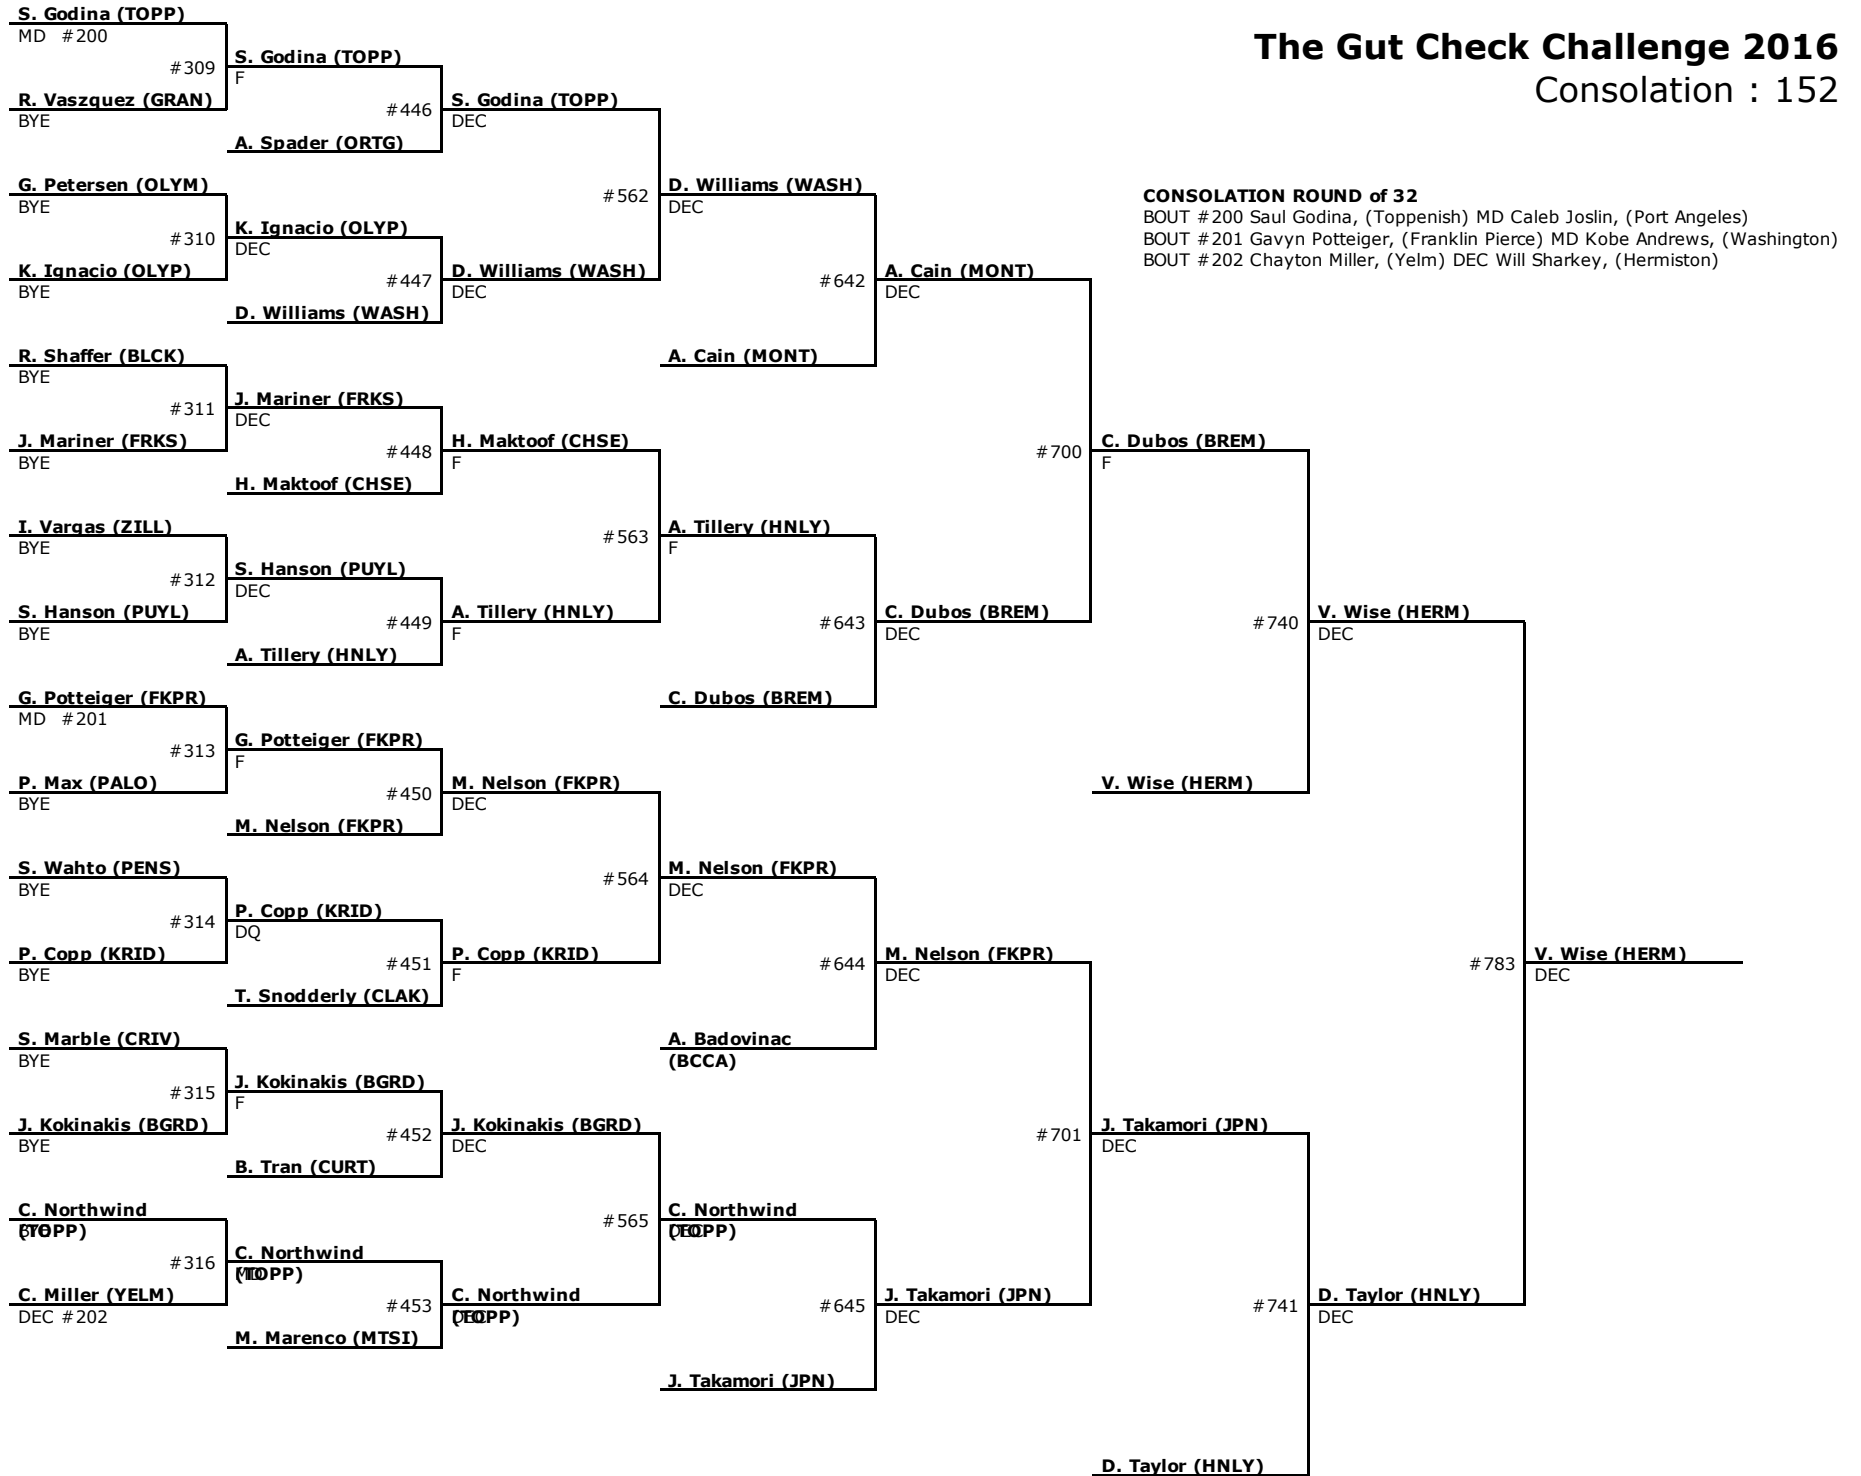 S. Godina (TOPP)
MD #200
#309
R. Vaszquez (GRAN)
BYE
G. Petersen (OLYM)
BYE
#310
K. Ignacio (OLYP)
BYE
R. Shaffer (BLCK)
BYE
#311
J. Mariner (FRKS)
BYE
I. Vargas (ZILL)
BYE
#312
S. Hanson (PUYL)
BYE
G. Potteiger (FKPR)
MD #201
#313
P. Max (PALO)
BYE
S. Wahto (PENS)
BYE
#314
P. Copp (KRID)
BYE
S. Marble (CRIV)
BYE
#315
J. Kokinakis (BGRD)
BYE
C. Northwind
(TOPP)
BYE
#316
C. Miller (YELM)
DEC #202
S. Godina (TOPP)
F
#446
A. Spader (ORTG)
K. Ignacio (OLYP)
DEC
#447
D. Williams (WASH)
J. Mariner (FRKS)
DEC
#448
H. Maktoof (CHSE)
S. Hanson (PUYL)
DEC
#449
A. Tillery (HNLY)
G. Potteiger (FKPR)
F
#450
M. Nelson (FKPR)
P. Copp (KRID)
DQ
#451
T. Snodderly (CLAK)
J. Kokinakis (BGRD)
F
#452
B. Tran (CURT)
C. Northwind
(TOPP)
MD
#453
M. Marenco (MTSI)
S. Godina (TOPP)
DEC
#562
D. Williams (WASH)
DEC
H. Maktoof (CHSE)
F
#563
A. Tillery (HNLY)
F
M. Nelson (FKPR)
DEC
#564
P. Copp (KRID)
F
J. Kokinakis (BGRD)
DEC
#565
C. Northwind
(TOPP)
DEC
D. Williams (WASH)
DEC
#642
A. Cain (MONT)
A. Tillery (HNLY)
F
#643
C. Dubos (BREM)
M. Nelson (FKPR)
DEC
#644
A. Badovinac
(BCCA)
C. Northwind
(TOPP)
DEC
#645
J. Takamori (JPN)
A. Cain (MONT)
DEC
#700
C. Dubos (BREM)
DEC
M. Nelson (FKPR)
DEC
#701
J. Takamori (JPN)
DEC
C. Dubos (BREM)
F
#740
V. Wise (HERM)
J. Takamori (JPN)
DEC
#741
D. Taylor (HNLY)
V. Wise (HERM)
DEC
#783
D. Taylor (HNLY)
DEC
V. Wise (HERM)
DEC
The Gut Check Challenge 2016
Consolation : 152
CONSOLATION ROUND of 32
BOUT #200 Saul Godina, (Toppenish) MD Caleb Joslin, (Port Angeles)
BOUT #201 Gavyn Potteiger, (Franklin Pierce) MD Kobe Andrews, (Washington)
BOUT #202 Chayton Miller, (Yelm) DEC Will Sharkey, (Hermiston)